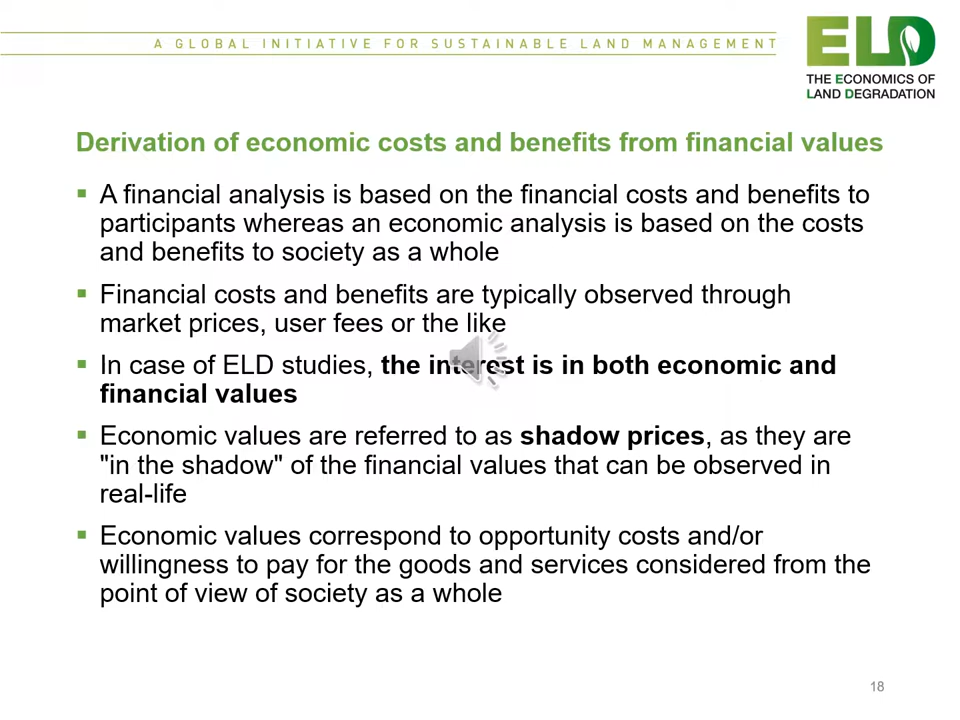 A GLOBAL INITIATIVE FOR SUSTAINABLE LAND MANAGEMENT
ELD
THE ECONOMICS OF
LAND DEGRADATION
Derivation of economic costs and benefits from financial values
▪ A financial analysis is based on the financial costs and benefits to
participants whereas an economic analysis is based on the costs
and benefits to society as a whole
▪ Financial costs and benefits are typically observed through
market prices, user fees or the like
▪ In case of ELD studies, the interest is in both economic and
financial values
▪ Economic values are referred to as shadow prices, as they are
"in the shadow" of the financial values that can be observed in
real-life
▪ Economic values correspond to opportunity costs and/or
willingness to pay for the goods and services considered from the
point of view of society as a whole
18